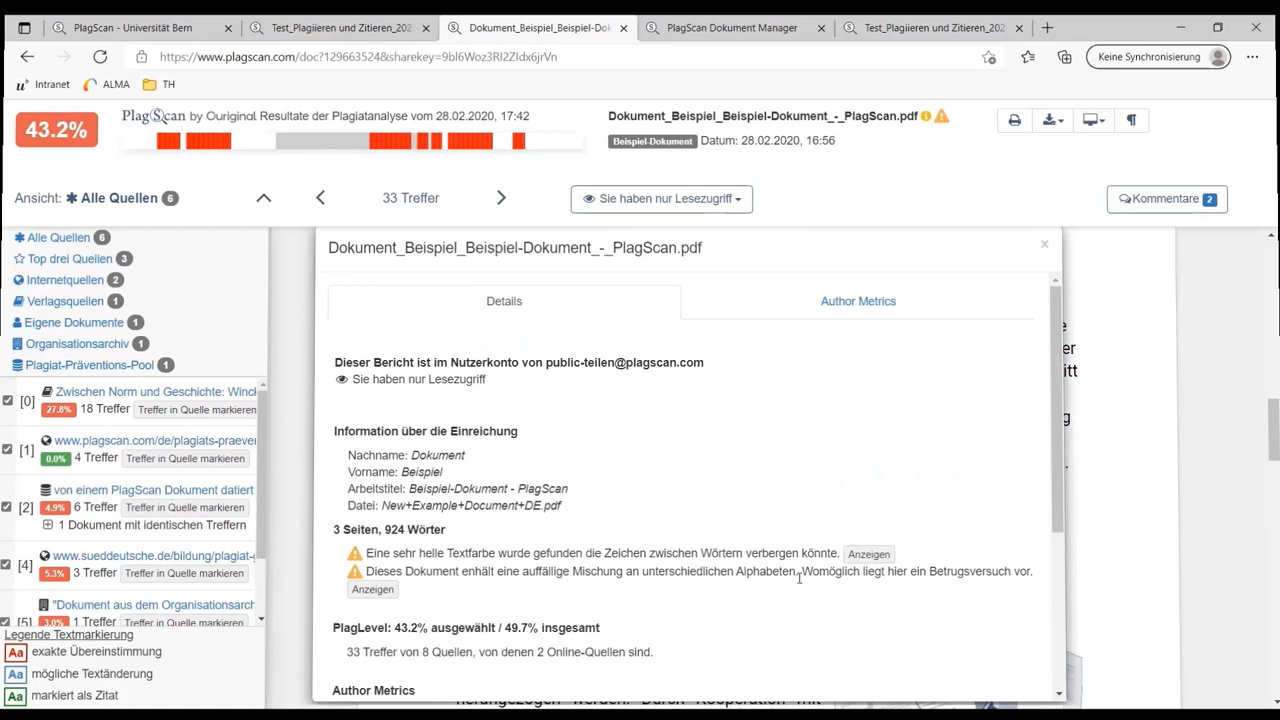 PlagScan - Universität Bern
Test_Plagiieren und Zitieren_202
Dokument_Beispiel_Beispiel-Do
PlagScan Dokument Manager
Test_Plagiieren und Zitieren_202
https://www.plagscan.com/doc?129665324&sharekey=9bl6Woz3RI2ZIdx6jrVn
Keine Synchronisierung
Intranet
ALMA
TH
43.2%
PlagScan by Ouriginal Resultate der Plagiatanalyse vom 28.02.2020, 17:42
Dokument_Beispiel_Beispiel-Dokument_-_PlagScan.pdf
Beispiel-Dokument Datum: 28.02.2020, 16:56
Ansicht: ✱ Alle Quellen 6
33 Treffer
Sie haben nur Lesezugriff
Kommentare 2
Alle Quellen 6
Top drei Quellen 3
Internetquellen 2
Verlagsquellen 1
Eigene Dokumente 1
Organisationsarchiv 1
Plagiat-Präventions-Pool 1
[0] Zwischen Norm und Geschichte: Winck
27.8% 18 Treffer Treffer in Quelle markieren
[1] www.plagscan.com/de/plagiats-praever
0.0% 4 Treffer Treffer in Quelle markieren
[2] von einem PlagScan Dokument datiert
4.9% 6 Treffer Treffer in Quelle markieren
1 Dokument mit identischen Treffern
[4] www.sueddeutsche.de/bildung/plagiat-
5.3% 3 Treffer Treffer in Quelle markieren
[5] "Dokument aus dem Organisationsarch
3.0% 1 Treffer Treffer in Quelle markieren
Legende Textmarkierung
Aa exakte Übereinstimmung
Aa mögliche Textänderung
Aa markiert als Zitat
Dokument_Beispiel_Beispiel-Dokument_-_PlagScan.pdf
×
Details
Author Metrics
Dieser Bericht ist im Nutzerkonto von public-teilen@plagscan.com
Sie haben nur Lesezugriff
Information über die Einreichung
Nachname: Dokument
Vorname: Beispiel
Arbeitstitel: Beispiel-Dokument - PlagScan
Datei: New+Example+Document+DE.pdf
3 Seiten, 924 Wörter
Eine sehr helle Textfarbe wurde gefunden die Zeichen zwischen Wörtern verbergen könnte. Anzeigen
Dieses Dokument enhält eine auffällige Mischung an unterschiedlichen Alphabeten. Womöglich liegt hier ein Betrugsversuch vor.
Anzeigen
PlagLevel: 43.2% ausgewählt / 49.7% insgesamt
33 Treffer von 8 Quellen, von denen 2 Online-Quellen sind.
Author Metrics